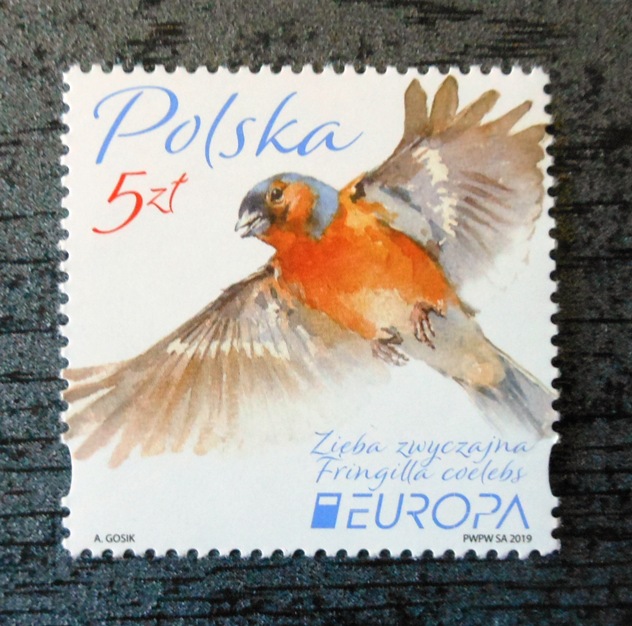 Polska
5zł
Zięba zwyczajna
Fringilla coelebs
EUROPA
A. GOSIK
PWPW SA 2019